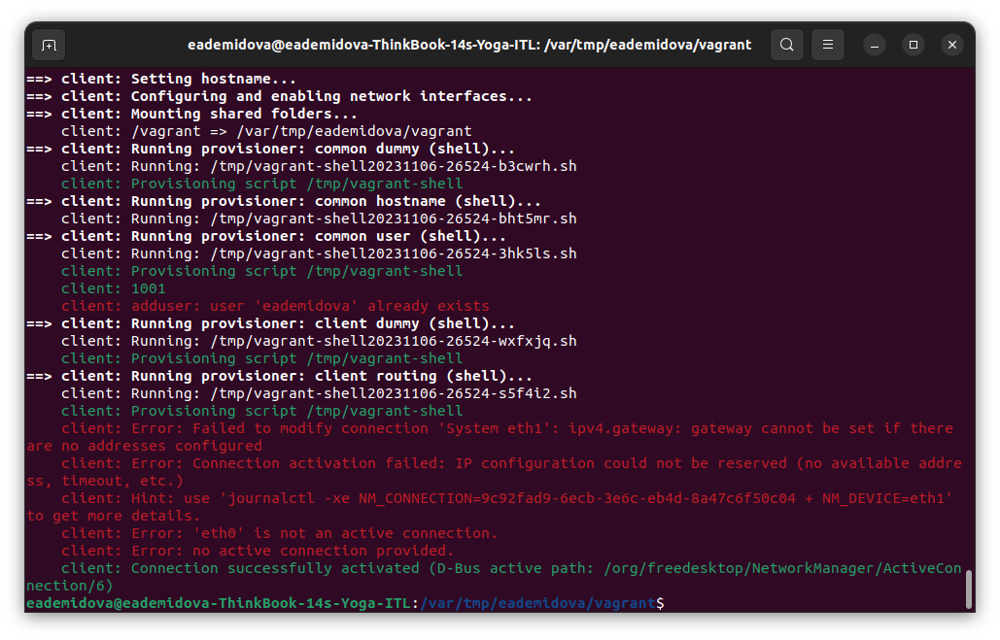 eademidova@eademidova-ThinkBook-14s-Yoga-ITL: /var/tmp/eademidova/vagrant
==> client: Setting hostname...
==> client: Configuring and enabling network interfaces...
==> client: Mounting shared folders...
    client: /vagrant => /var/tmp/eademidova/vagrant
==> client: Running provisioner: common dummy (shell)...
    client: Running: /tmp/vagrant-shell20231106-26524-b3cwrh.sh
    client: Provisioning script /tmp/vagrant-shell
==> client: Running provisioner: common hostname (shell)...
    client: Running: /tmp/vagrant-shell20231106-26524-bht5mr.sh
==> client: Running provisioner: common user (shell)...
    client: Running: /tmp/vagrant-shell20231106-26524-3hk5ls.sh
    client: Provisioning script /tmp/vagrant-shell
    client: 1001
    client: adduser: user 'eademidova' already exists
==> client: Running provisioner: client dummy (shell)...
    client: Running: /tmp/vagrant-shell20231106-26524-wxfxjq.sh
    client: Provisioning script /tmp/vagrant-shell
==> client: Running provisioner: client routing (shell)...
    client: Running: /tmp/vagrant-shell20231106-26524-s5f4i2.sh
    client: Provisioning script /tmp/vagrant-shell
    client: Error: Failed to modify connection 'System eth1': ipv4.gateway: gateway cannot be set if there
are no addresses configured
    client: Error: Connection activation failed: IP configuration could not be reserved (no available addre
ss, timeout, etc.)
    client: Hint: use 'journalctl -xe NM_CONNECTION=9c92fad9-6ecb-3e6c-eb4d-8a47c6f50c04 + NM_DEVICE=eth1'
to get more details.
    client: Error: 'eth0' is not an active connection.
    client: Error: no active connection provided.
    client: Connection successfully activated (D-Bus active path: /org/freedesktop/NetworkManager/ActiveCon
nection/6)
eademidova@eademidova-ThinkBook-14s-Yoga-ITL:/var/tmp/eademidova/vagrant$